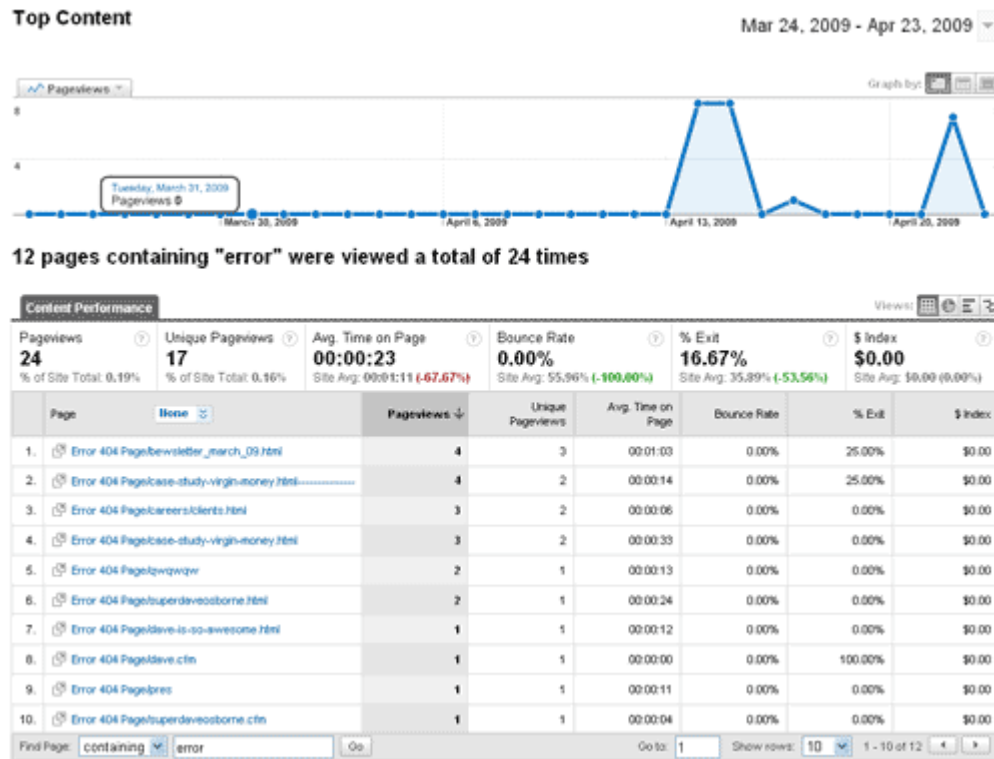 Top Content
Mar 24, 2009 - Apr 23, 2009
Pageviews
Graph by:
8
4
Tuesday, March 31, 2009
Pageviews 0
March 30, 2009 April 6, 2009 April 13, 2009 April 20, 2009
12 pages containing "error" were viewed a total of 24 times
Content Performance
Views:
Pageviews Unique Pageviews Avg. Time on Page Bounce Rate % Exit $ Index
24 17 00:00:23 0.00% 16.67% $0.00
% of Site Total: 0.19% % of Site Total: 0.16% Site Avg: 00:01:11 (-67.67%) Site Avg: 55.96% (-100.00%) Site Avg: 35.89% (-53.56%) Site Avg: $0.00 (0.00%)
Page None Pageviews Unique Pageviews Avg. Time on Page Bounce Rate % Exit $ Index
1. Error 404 Page/bewsletter_march_09.html 4 3 00:01:03 0.00% 25.00% $0.00
2. Error 404 Page/case-study-virgin-money.html--------------- 4 2 00:00:14 0.00% 25.00% $0.00
3. Error 404 Page/careers/clients.html 3 2 00:00:06 0.00% 0.00% $0.00
4. Error 404 Page/case-study-virgin-money.html 3 2 00:00:33 0.00% 0.00% $0.00
5. Error 404 Page/qwqwqwqw 2 1 00:00:13 0.00% 0.00% $0.00
6. Error 404 Page/superdaveosborne.html 2 1 00:00:24 0.00% 0.00% $0.00
7. Error 404 Page/dave-is-so-awesome.html 1 1 00:00:12 0.00% 0.00% $0.00
8. Error 404 Page/dave.cfm 1 1 00:00:00 0.00% 100.00% $0.00
9. Error 404 Page/pres 1 1 00:00:11 0.00% 0.00% $0.00
10. Error 404 Page/superdaveosborne.cfm 1 1 00:00:04 0.00% 0.00% $0.00
Find Page: containing error Go Go to: 1 Show rows: 10 1 - 10 of 12